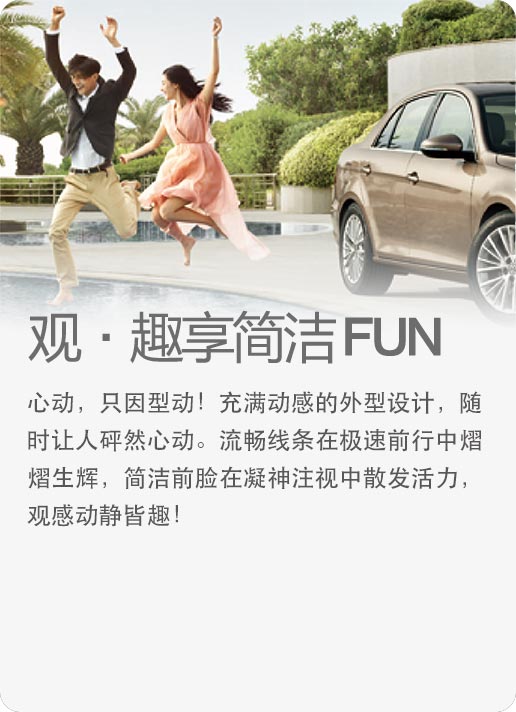 观·趣享简洁FUN
心动，只因型动！充满动感的外型设计，随
时让人砰然心动。流畅线条在极速前行中熠
熠生辉，简洁前脸在凝神注视中散发活力，
观感动静皆趣！